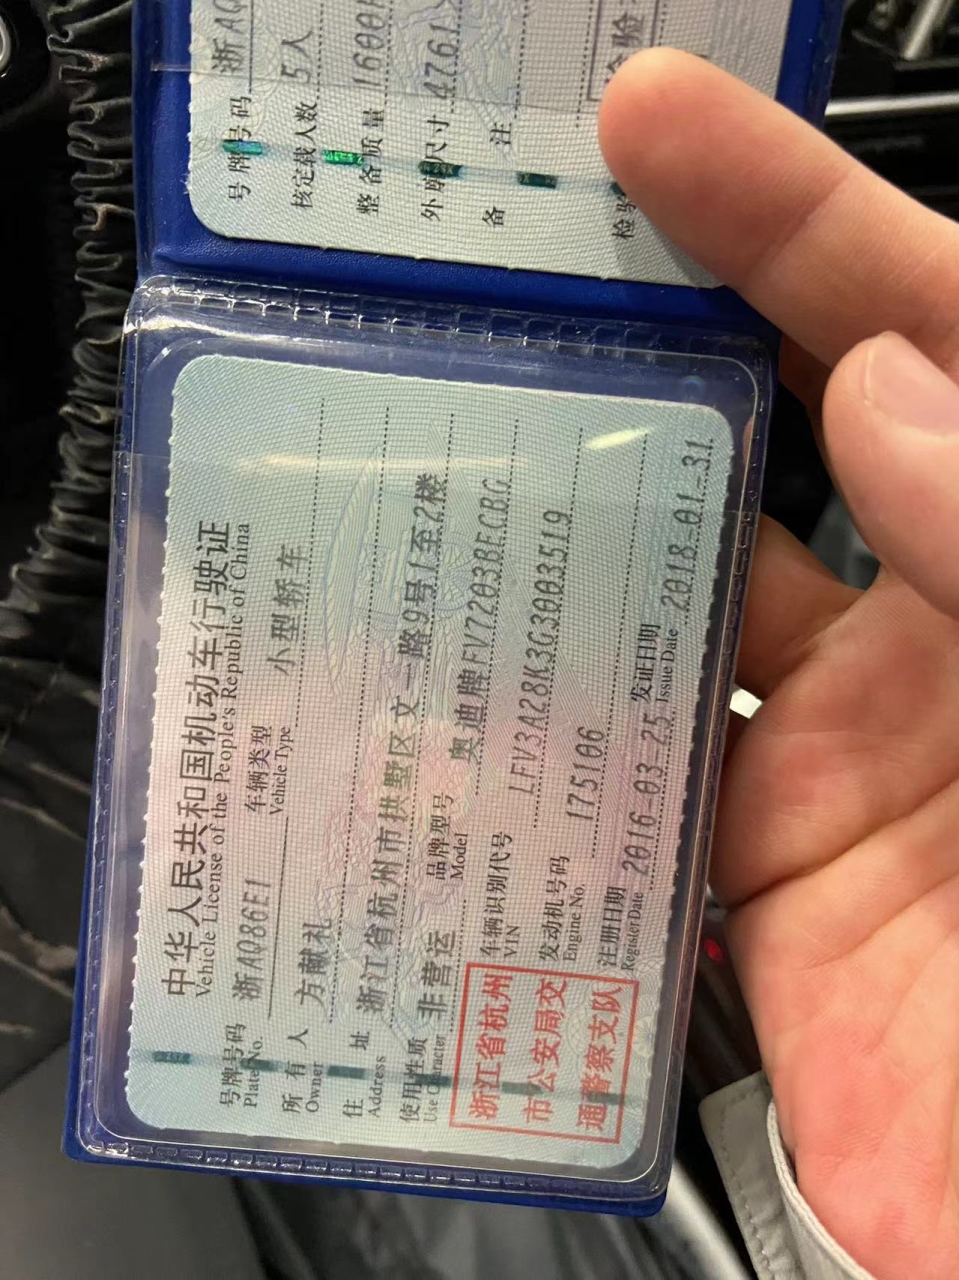 中华人民共和国机动车行驶证
Vehicle License of the People's Republic of China
号牌号码 浙AQ86E1 车辆类型 小型轿车
Plate No. Vehicle Type
所有人 方献礼
Owner
住址 浙江省杭州市拱墅区文一路9号1至2楼
Address
使用性质 非营运 品牌型号 奥迪牌FV7203BECBG
Use Character Model
浙江省杭州市公安局交通警察支队
车辆识别代号 LFV3A28K3G3003519
VIN
发动机号码 175106
Engine No.
注册日期 2016-03-25 发证日期 2018-01-31
Register Date Issue Date
号牌号码 浙AQ
核定载人数 5人
整备质量 1600
外廓尺寸 4761
备注
检验